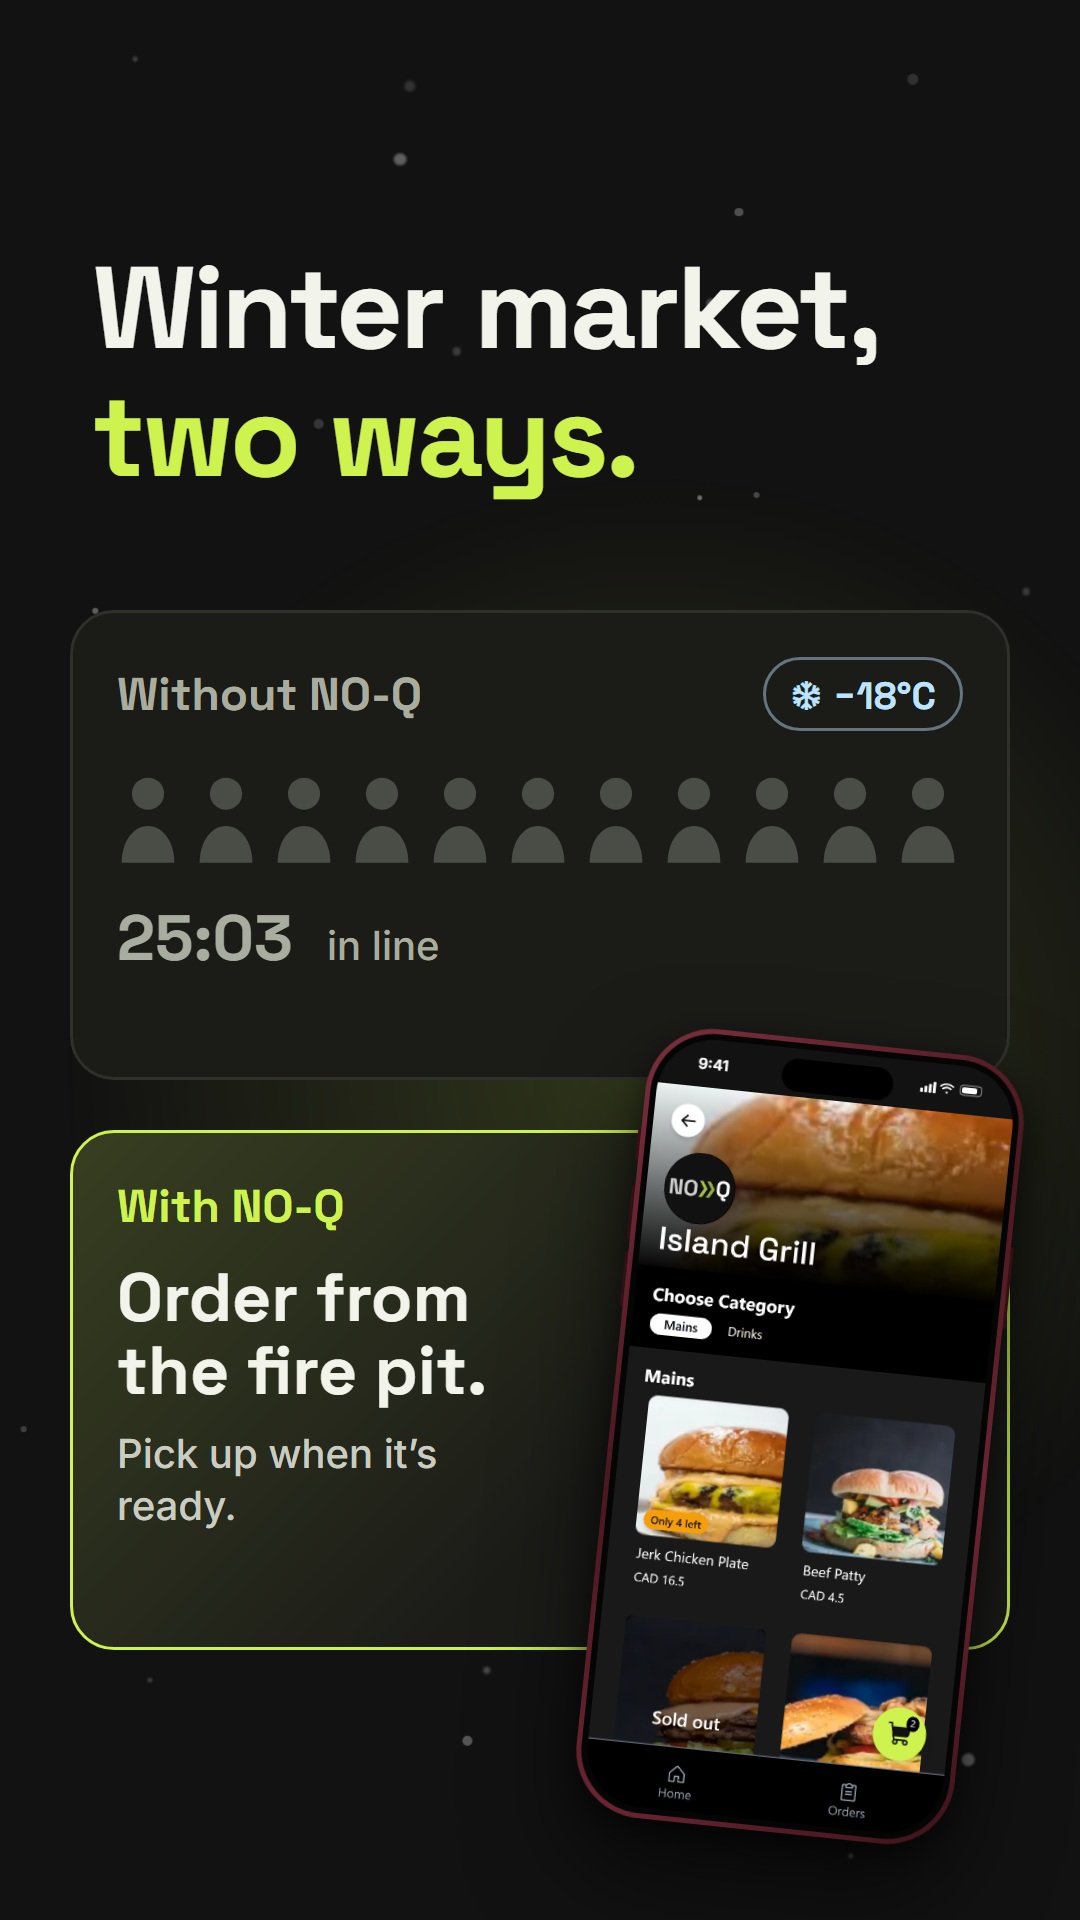 Winter market,
two ways.
Without NO-Q
❄ −18°C
25:03 in line
With NO-Q
Order from
the fire pit.
Pick up when it’s
ready.
9:41
NO»Q
Island Grill
Choose Category
Mains Drinks
Mains
Only 4 left
Jerk Chicken Plate
CAD 16.5
Beef Patty
CAD 4.5
Sold out
2
Home
Orders